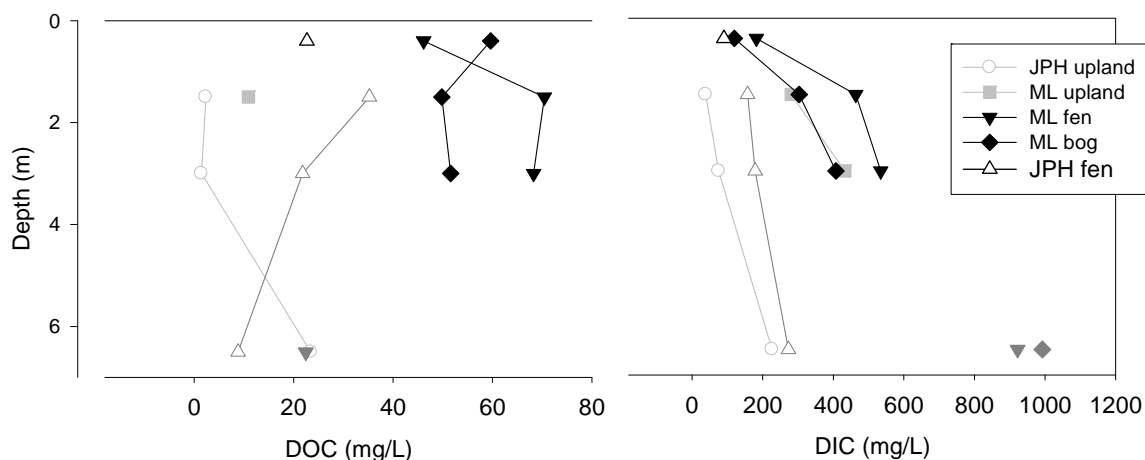 0
2
4
6
Depth (m)
0 20 40 60 80
DOC (mg/L)
0 200 400 600 800 1000 1200
DIC (mg/L)
JPH upland
ML upland
ML fen
ML bog
JPH fen